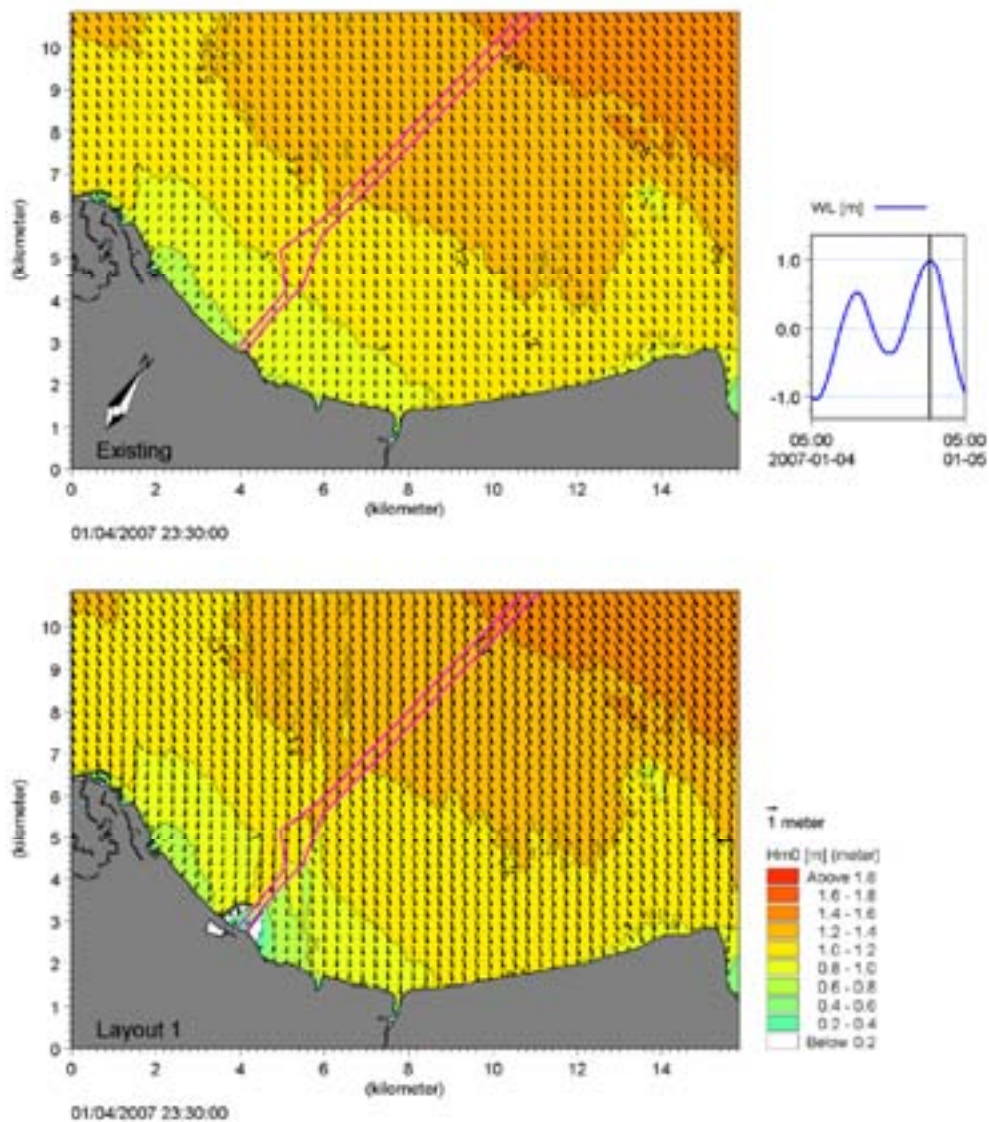 10
9
8
7
6
5
4
3
2
1
0
(kilometer)
N
Existing
0 2 4 6 8 10 12 14
(kilometer)
01/04/2007 23:30:00
WL [m]
1.0
0.0
-1.0
05:00 05:00
2007-01-04 01-05
10
9
8
7
6
5
4
3
2
1
0
(kilometer)
Layout 1
0 2 4 6 8 10 12 14
(kilometer)
01/04/2007 23:30:00
1 meter
Hm0 [m] (meter)
Above 1.8
1.6 - 1.8
1.4 - 1.6
1.2 - 1.4
1.0 - 1.2
0.8 - 1.0
0.6 - 0.8
0.4 - 0.6
0.2 - 0.4
Below 0.2